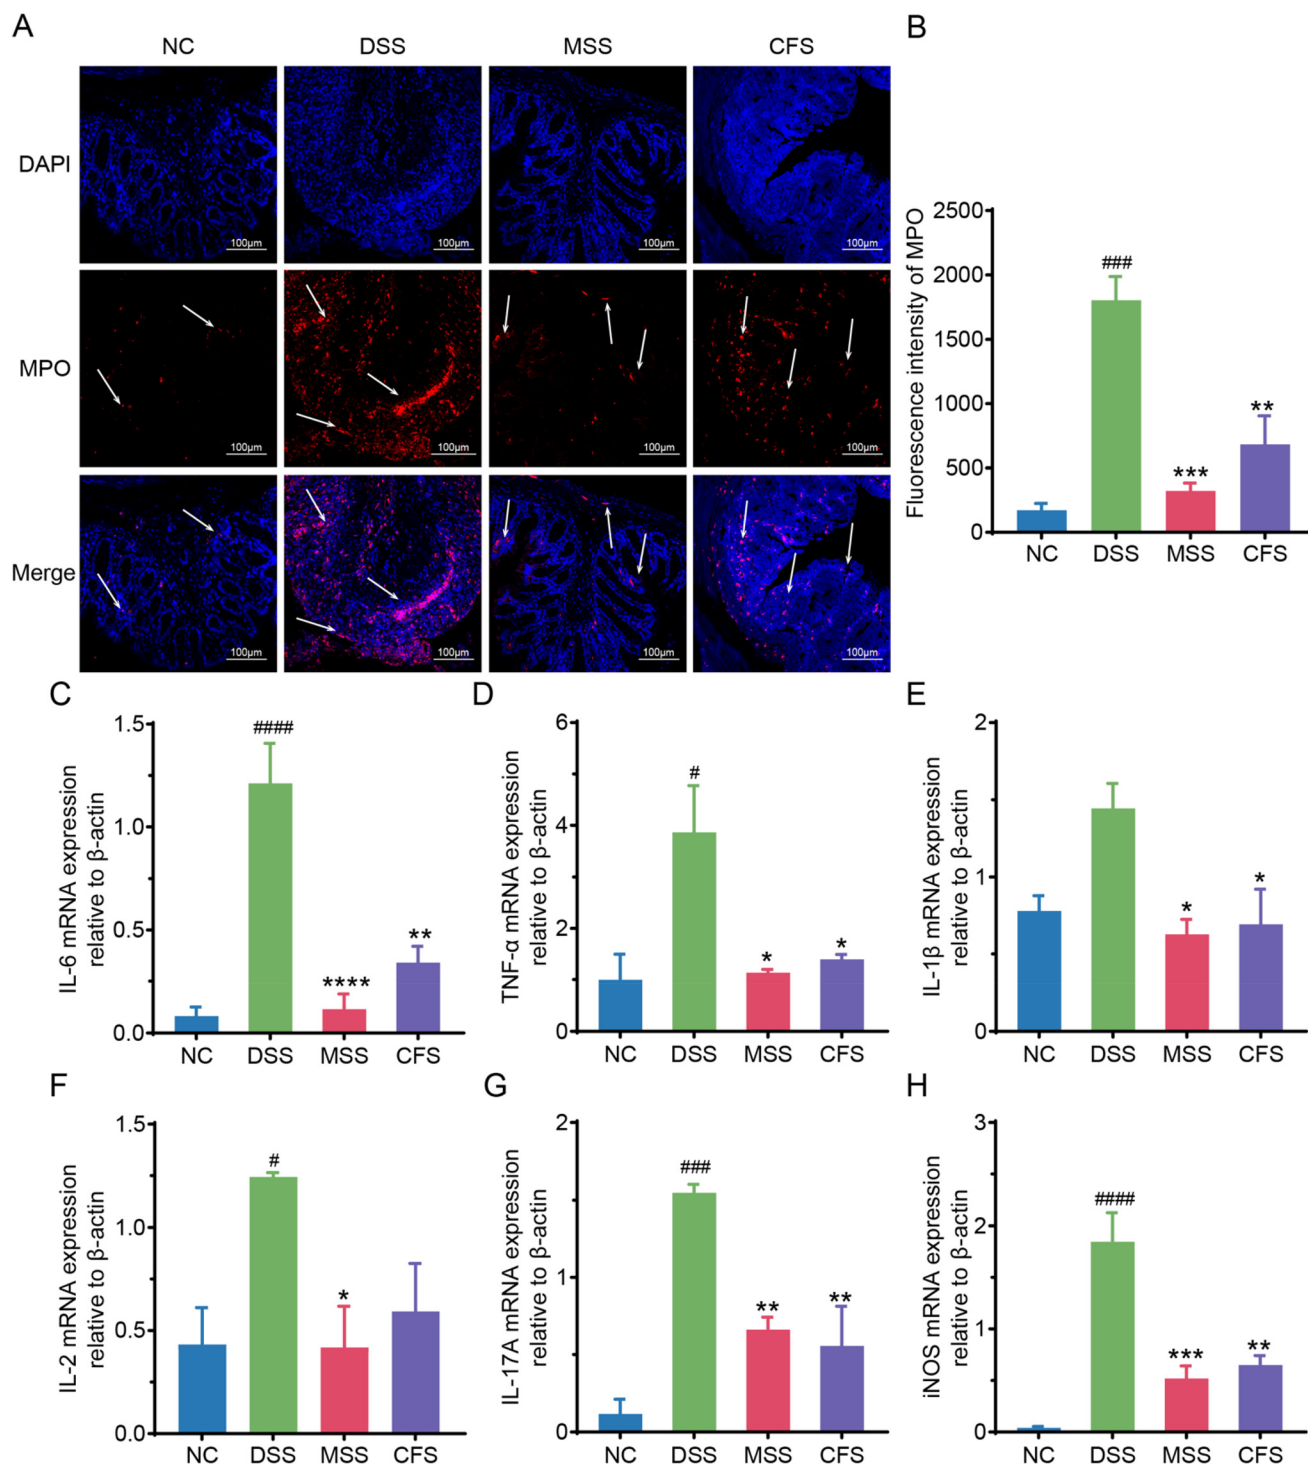 A
NC
DSS
MSS
CFS
DAPI
100μm
100μm
100μm
100μm
MPO
100μm
100μm
100μm
100μm
Merge
100μm
100μm
100μm
100μm
B
Fluorescence intensity of MPO
2500
2000
1500
1000
500
0
###
***
**
NC
DSS
MSS
CFS
C
IL-6 mRNA expression
relative to β-actin
1.5
1.0
0.5
0.0
####
****
**
NC
DSS
MSS
CFS
D
TNF-α mRNA expression
relative to β-actin
6
4
2
0
#
*
*
NC
DSS
MSS
CFS
E
IL-1β mRNA expression
relative to β-actin
2
1
0
*
*
NC
DSS
MSS
CFS
F
IL-2 mRNA expression
relative to β-actin
1.5
1.0
0.5
0.0
#
*
NC
DSS
MSS
CFS
G
IL-17A mRNA expression
relative to β-actin
2
1
0
###
**
**
NC
DSS
MSS
CFS
H
iNOS mRNA expression
relative to β-actin
3
2
1
0
####
***
**
NC
DSS
MSS
CFS